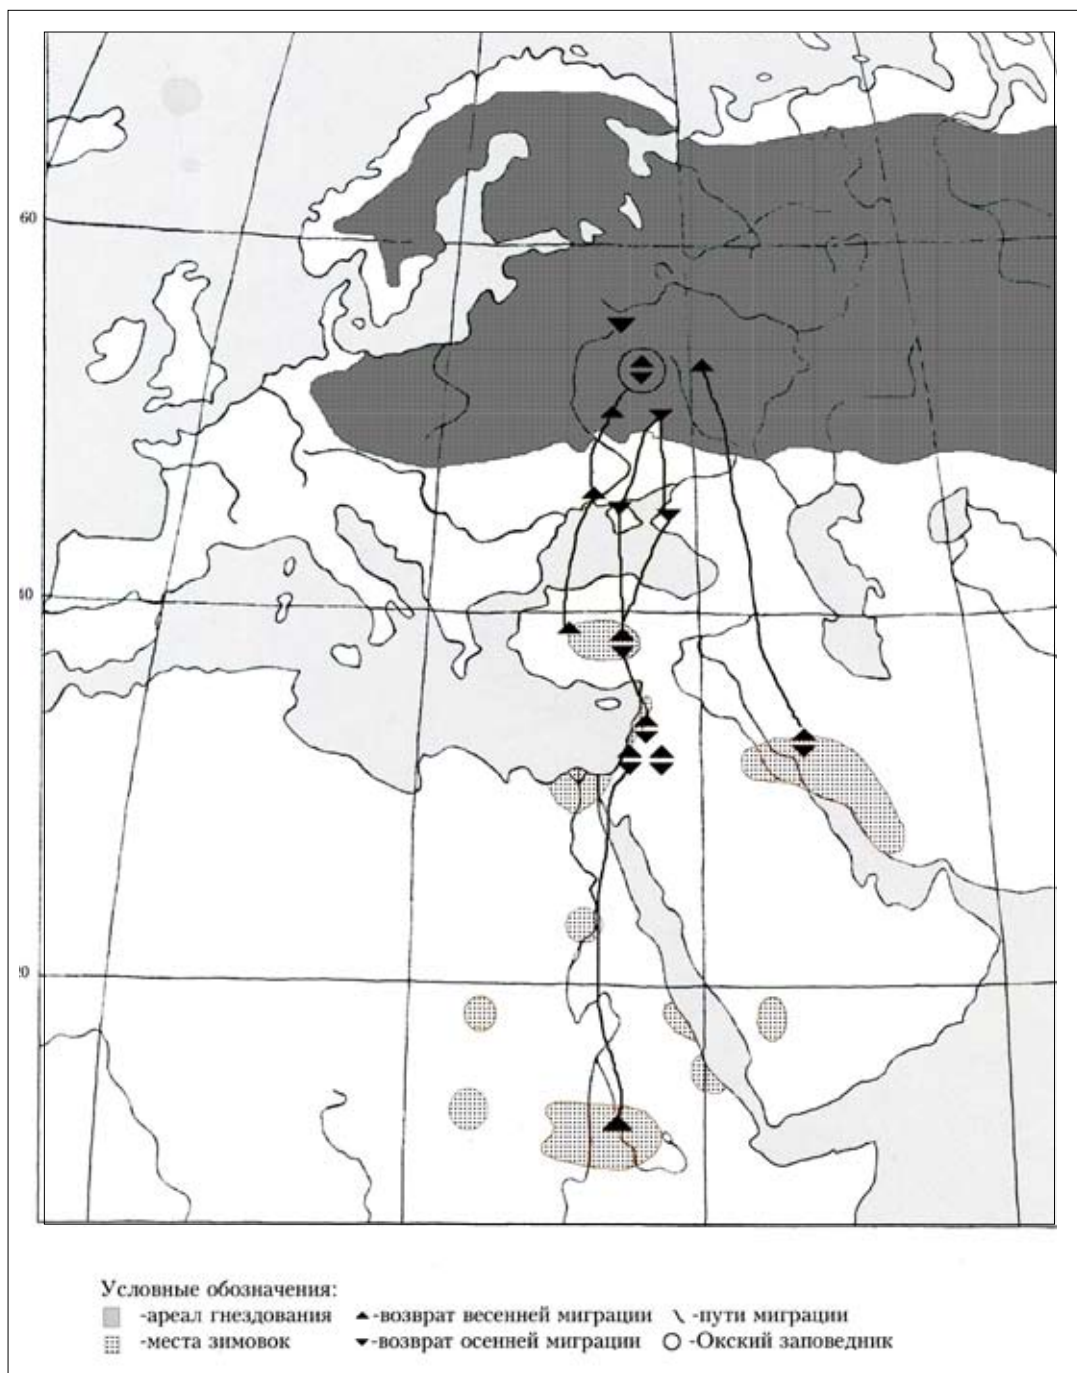 60
40
20
Условные обозначения:
-ареал гнездования -возврат весенней миграции -пути миграции
-места зимовок -возврат осенней миграции -Окский заповедник